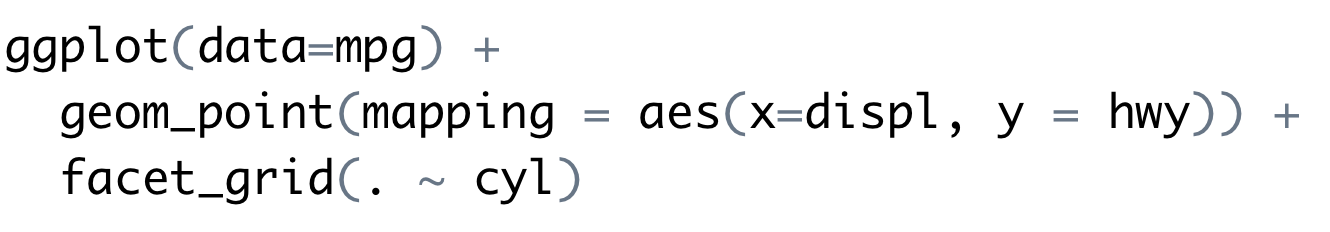 ggplot(data=mpg) +
  geom_point(mapping = aes(x=displ, y = hwy)) +
  facet_grid(. ~ cyl)